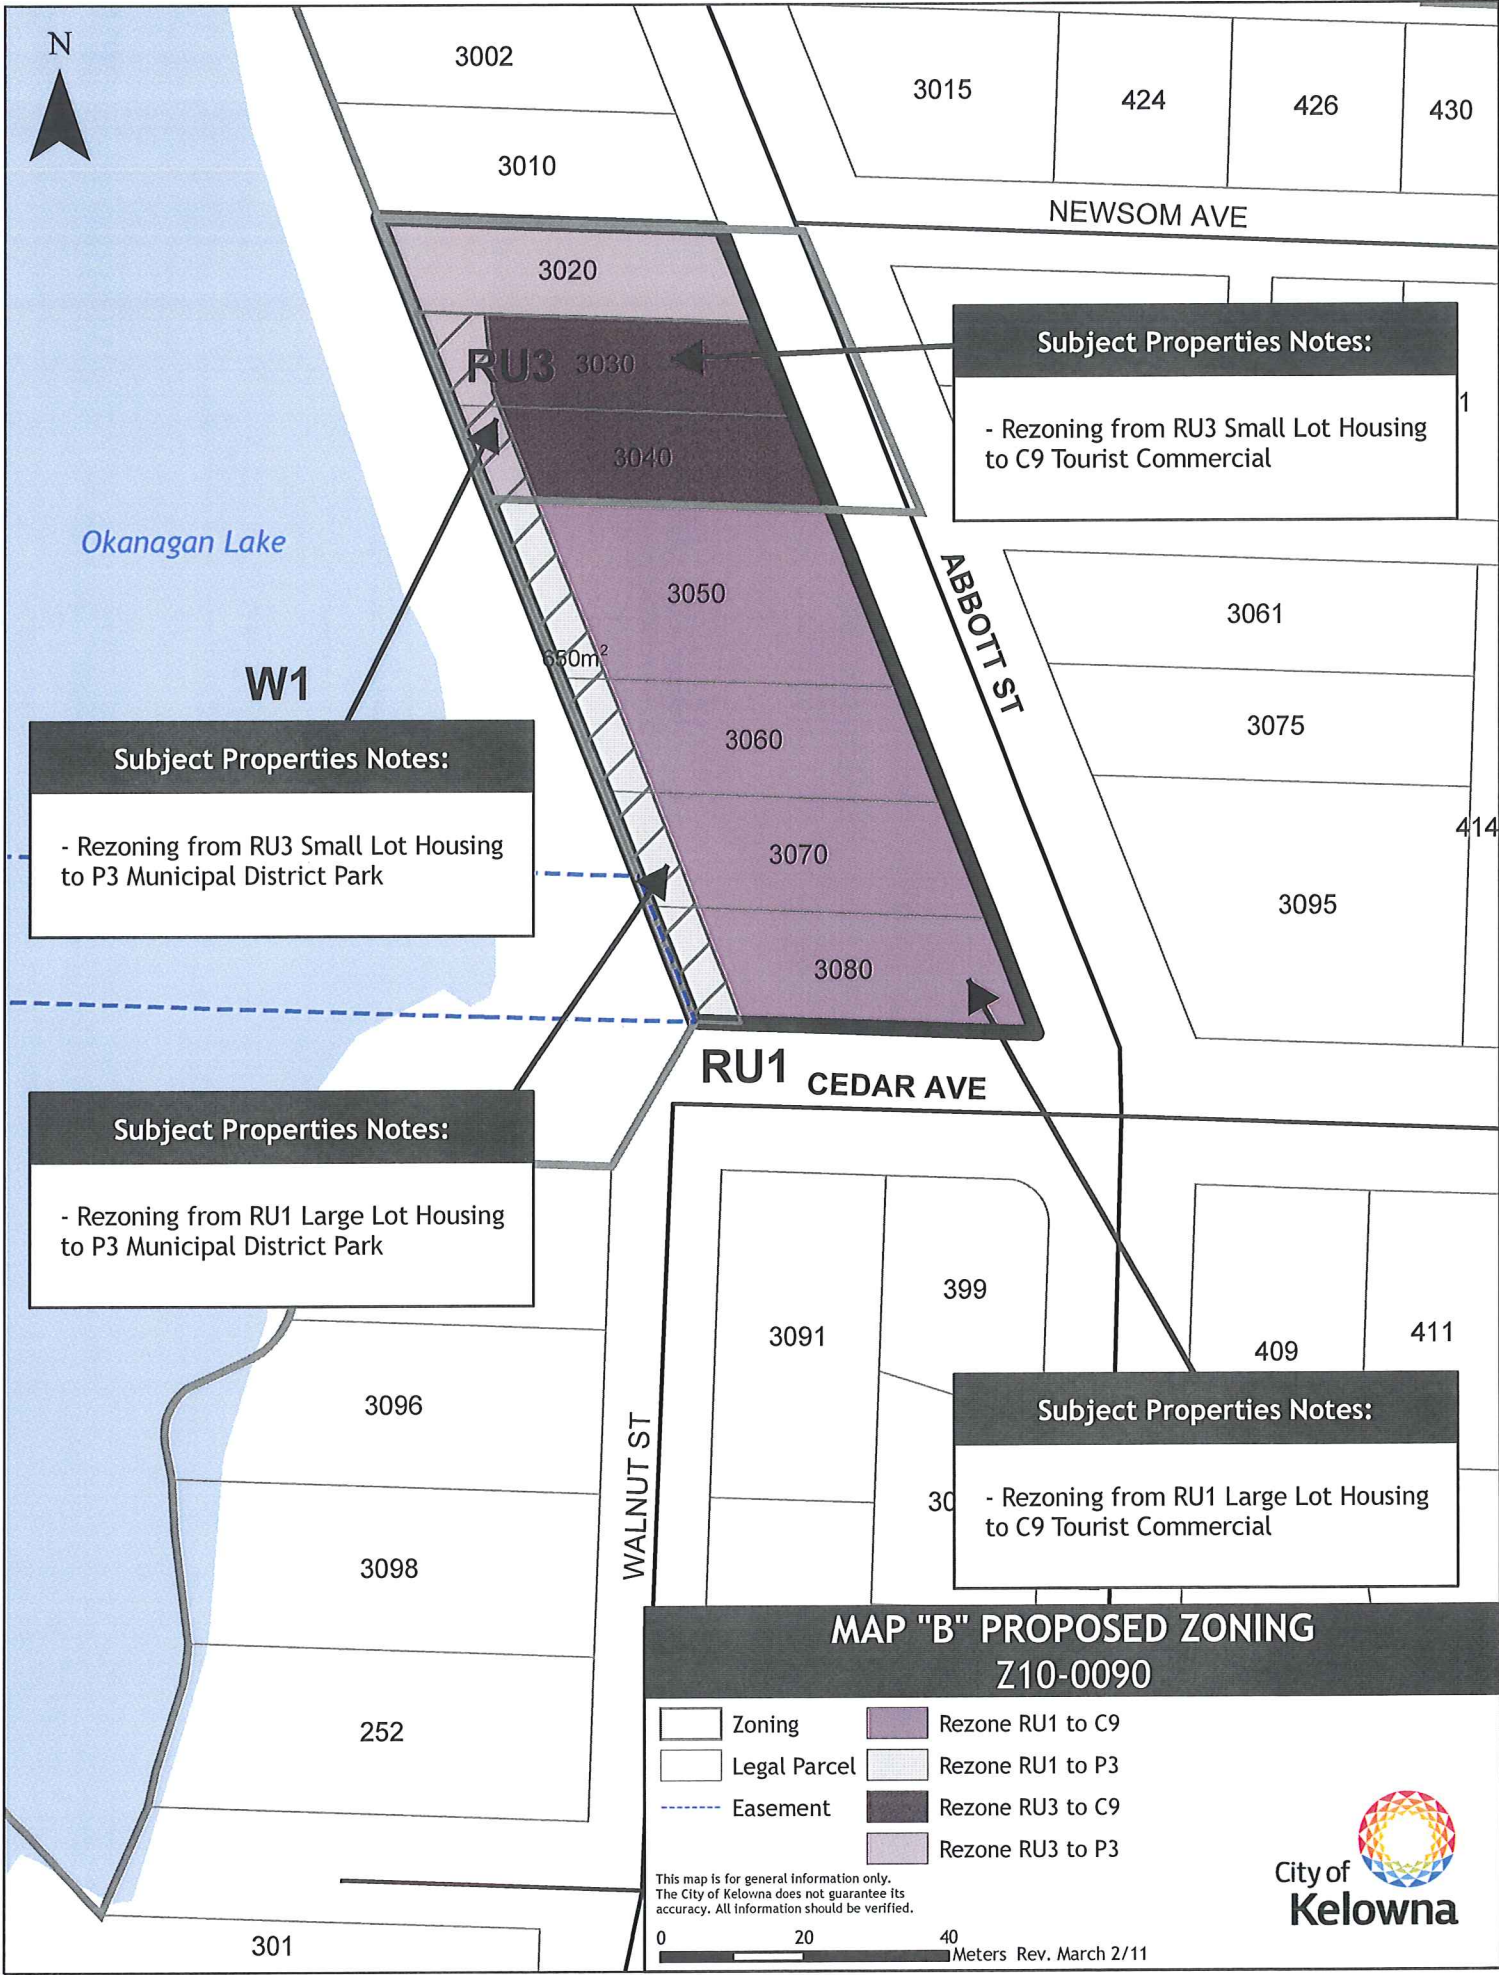 N
3002
3010
3015
424
426
430
NEWSOM AVE
3020
RU3
3030
3040
Subject Properties Notes:
- Rezoning from RU3 Small Lot Housing
to C9 Tourist Commercial
1
Okanagan Lake
3050
650m²
ABBOTT ST
3061
W1
3060
3075
Subject Properties Notes:
- Rezoning from RU3 Small Lot Housing
to P3 Municipal District Park
3070
414
3095
3080
RU1
CEDAR AVE
Subject Properties Notes:
- Rezoning from RU1 Large Lot Housing
to P3 Municipal District Park
399
3091
409
411
3096
WALNUT ST
Subject Properties Notes:
- Rezoning from RU1 Large Lot Housing
to C9 Tourist Commercial
30
3098
252
301
MAP "B" PROPOSED ZONING
Z10-0090
Zoning
Legal Parcel
Easement
Rezone RU1 to C9
Rezone RU1 to P3
Rezone RU3 to C9
Rezone RU3 to P3
This map is for general information only.
The City of Kelowna does not guarantee its
accuracy. All information should be verified.
0 20 40
Meters Rev. March 2/11
City of
Kelowna